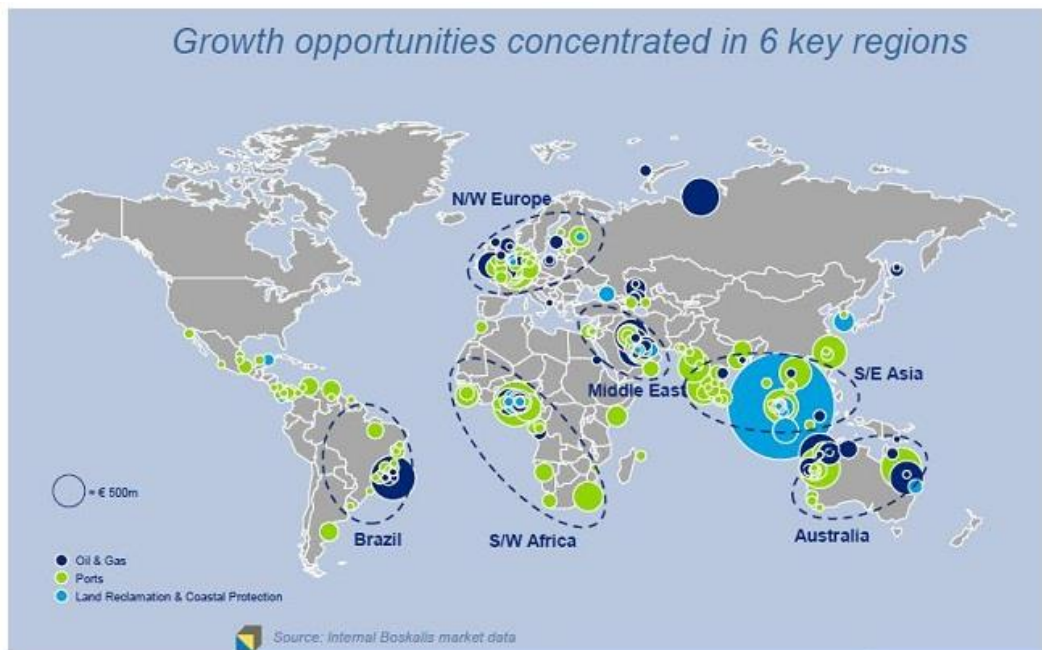 Growth opportunities concentrated in 6 key regions
N/W Europe
Middle East
S/E Asia
Brazil
S/W Africa
Australia
= € 500m
Oil & Gas
Ports
Land Reclamation & Coastal Protection
Source: Internal Boskalis market data